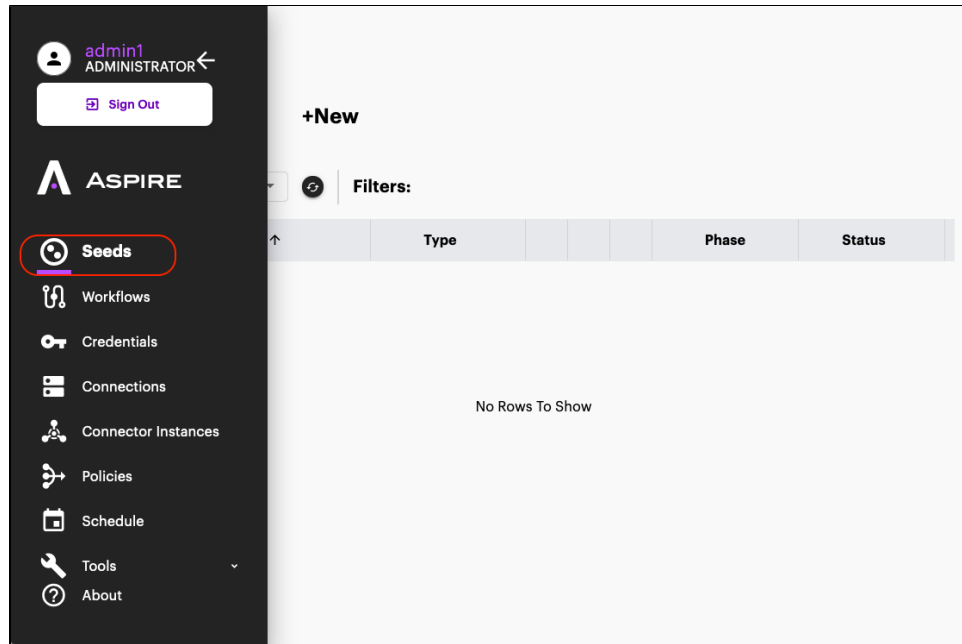 admin1
ADMINISTRATOR
Sign Out
+New
ASPIRE
Filters:
Seeds
Type
Phase
Status
Workflows
Credentials
Connections
No Rows To Show
Connector Instances
Policies
Schedule
Tools
About